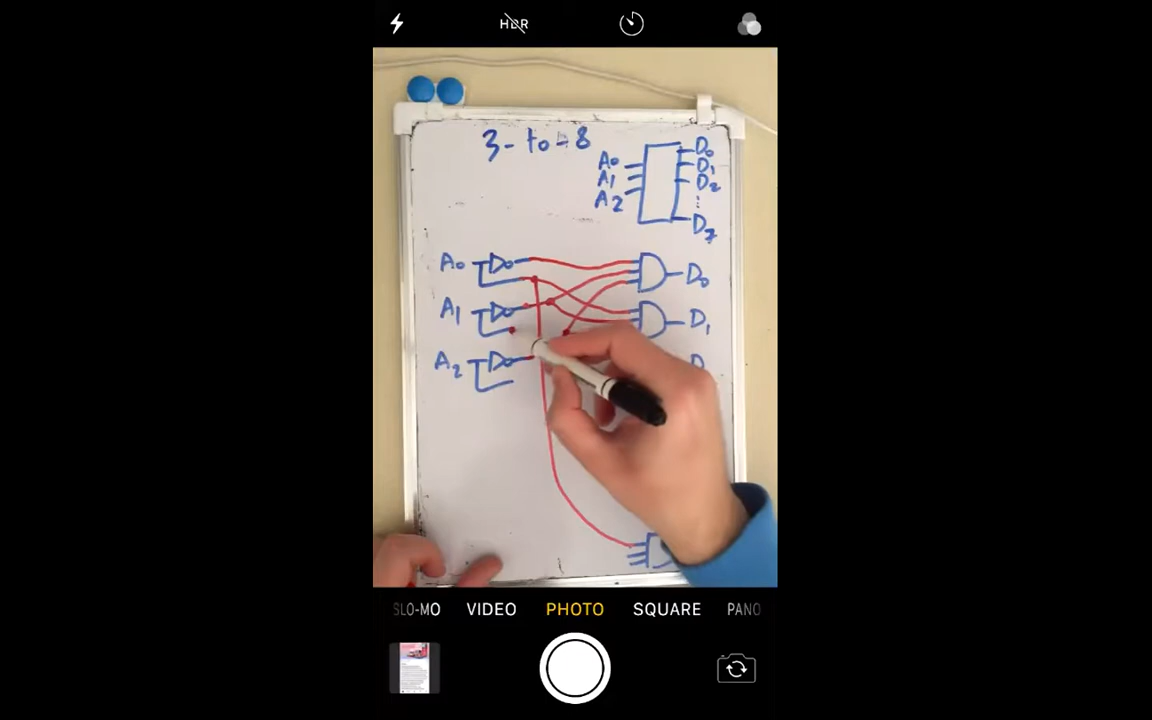 HDR
3-to-8
A0
A1
A2
D0
D1
D2
D7
A0
D0
A1
D1
A2
D
SLO-MO
VIDEO
PHOTO
SQUARE
PANO